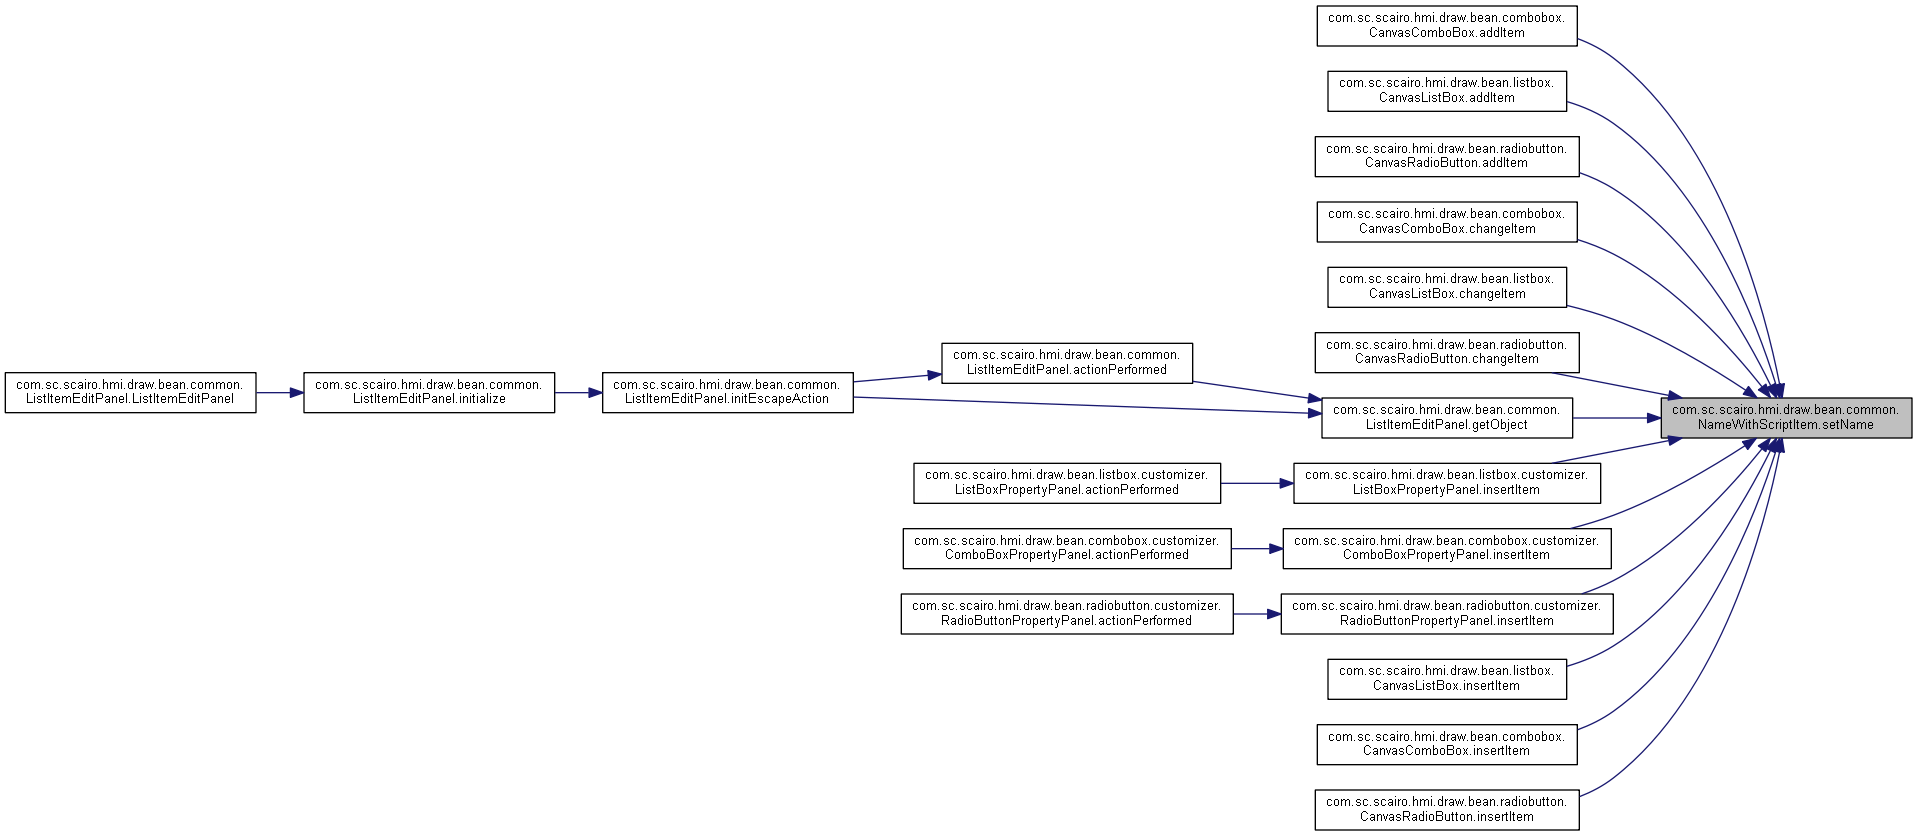 com.sc.scairo.hmi.draw.bean.combobox.
CanvasComboBox.addItem
com.sc.scairo.hmi.draw.bean.listbox.
CanvasListBox.addItem
com.sc.scairo.hmi.draw.bean.radiobutton.
CanvasRadioButton.addItem
com.sc.scairo.hmi.draw.bean.combobox.
CanvasComboBox.changeItem
com.sc.scairo.hmi.draw.bean.listbox.
CanvasListBox.changeItem
com.sc.scairo.hmi.draw.bean.radiobutton.
CanvasRadioButton.changeItem
com.sc.scairo.hmi.draw.bean.common.
ListItemEditPanel.ListItemEditPanel
com.sc.scairo.hmi.draw.bean.common.
ListItemEditPanel.initialize
com.sc.scairo.hmi.draw.bean.common.
ListItemEditPanel.initEscapeAction
com.sc.scairo.hmi.draw.bean.common.
ListItemEditPanel.actionPerformed
com.sc.scairo.hmi.draw.bean.common.
ListItemEditPanel.getObject
com.sc.scairo.hmi.draw.bean.common.
NameWithScriptItem.setName
com.sc.scairo.hmi.draw.bean.listbox.customizer.
ListBoxPropertyPanel.actionPerformed
com.sc.scairo.hmi.draw.bean.listbox.customizer.
ListBoxPropertyPanel.insertItem
com.sc.scairo.hmi.draw.bean.combobox.customizer.
ComboBoxPropertyPanel.actionPerformed
com.sc.scairo.hmi.draw.bean.combobox.customizer.
ComboBoxPropertyPanel.insertItem
com.sc.scairo.hmi.draw.bean.radiobutton.customizer.
RadioButtonPropertyPanel.actionPerformed
com.sc.scairo.hmi.draw.bean.radiobutton.customizer.
RadioButtonPropertyPanel.insertItem
com.sc.scairo.hmi.draw.bean.listbox.
CanvasListBox.insertItem
com.sc.scairo.hmi.draw.bean.combobox.
CanvasComboBox.insertItem
com.sc.scairo.hmi.draw.bean.radiobutton.
CanvasRadioButton.insertItem